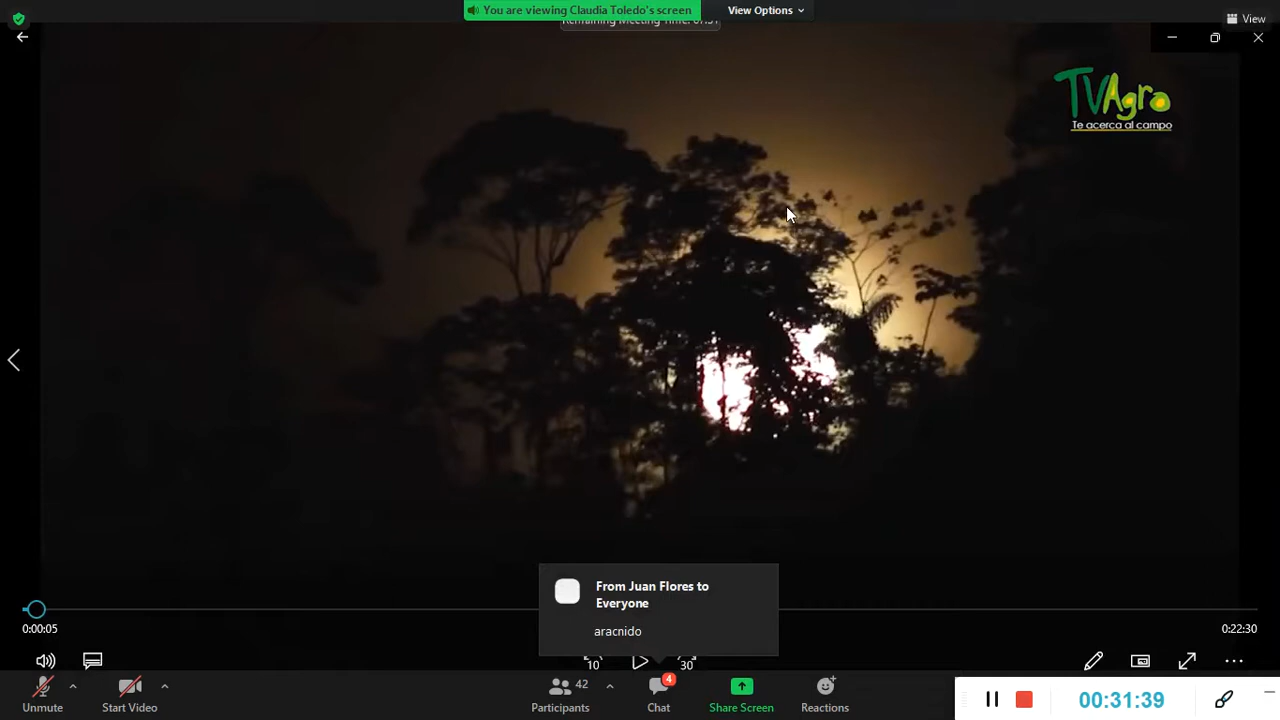 You are viewing Claudia Toledo's screen
View Options
View
TVAgro
Te acerca al campo
From Juan Flores to
Everyone
aracnido
0:00:05
0:22:30
10
30
Unmute
Start Video
42
Participants
4
Chat
Share Screen
Reactions
00:31:39